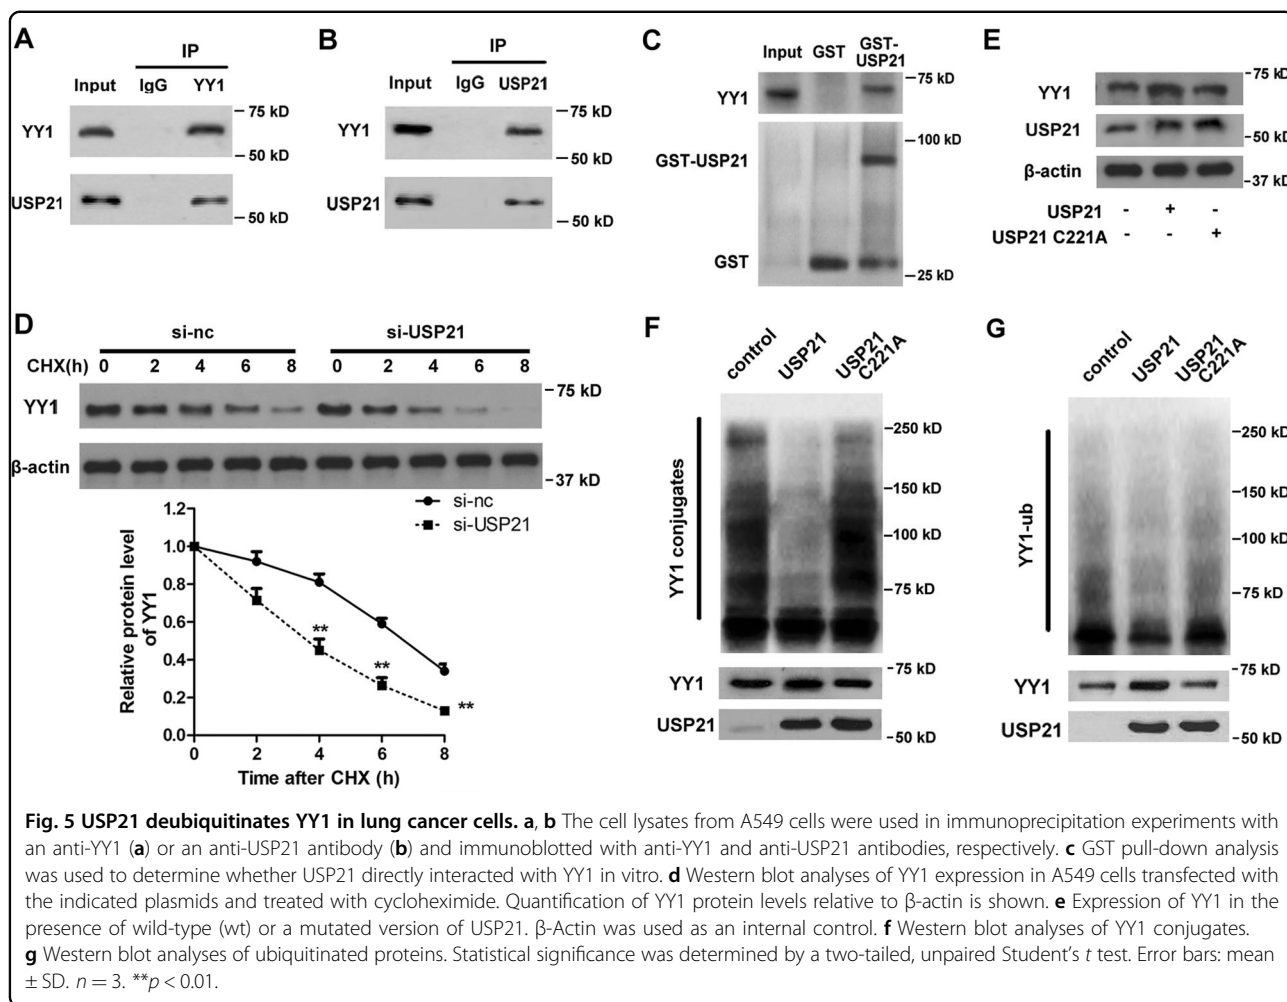 A
IP
Input IgG YY1
YY1
USP21
75 kD
50 kD
50 kD
B
IP
Input IgG USP21
YY1
USP21
75 kD
50 kD
50 kD
C
Input GST GST-
USP21
YY1
GST-USP21
GST
75 kD
100 kD
25 kD
E
YY1
USP21
β-actin
75 kD
50 kD
37 kD
USP21 - + -
USP21 C221A - - +
D
si-nc si-USP21
CHX(h) 0 2 4 6 8 0 2 4 6 8
YY1
β-actin
75 kD
37 kD
si-nc
si-USP21
Relative protein level
of YY1
1.2
1.0
0.8
0.6
0.4
0.2
0.0
**
**
**
0 2 4 6 8
Time after CHX (h)
F
control USP21 USP21
C221A
YY1 conjugates
250 kD
150 kD
100 kD
75 kD
YY1
USP21
75 kD
50 kD
G
control USP21 USP21
C221A
YY1-ub
250 kD
150 kD
100 kD
75 kD
YY1
USP21
75 kD
50 kD
Fig. 5 USP21 deubiquitinates YY1 in lung cancer cells. a, b The cell lysates from A549 cells were used in immunoprecipitation experiments with
an anti-YY1 (a) or an anti-USP21 antibody (b) and immunoblotted with anti-YY1 and anti-USP21 antibodies, respectively. c GST pull-down analysis
was used to determine whether USP21 directly interacted with YY1 in vitro. d Western blot analyses of YY1 expression in A549 cells transfected with
the indicated plasmids and treated with cycloheximide. Quantification of YY1 protein levels relative to β-actin is shown. e Expression of YY1 in the
presence of wild-type (wt) or a mutated version of USP21. β-Actin was used as an internal control. f Western blot analyses of YY1 conjugates.
g Western blot analyses of ubiquitinated proteins. Statistical significance was determined by a two-tailed, unpaired Student's t test. Error bars: mean
± SD. n = 3. **p < 0.01.